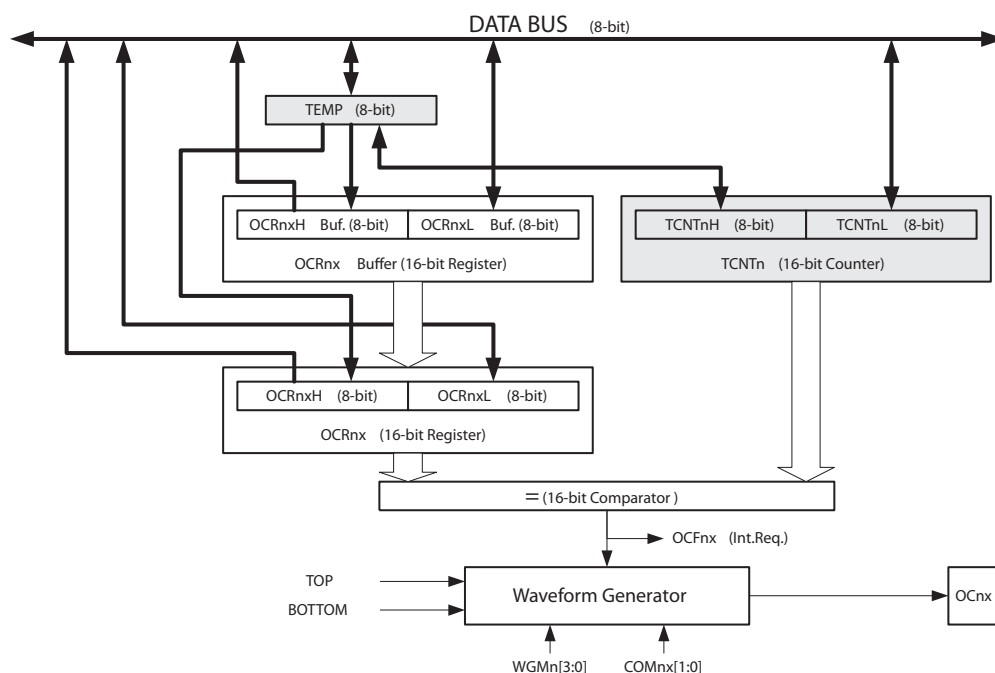 DATA BUS (8-bit)
TEMP (8-bit)
OCRnxH Buf. (8-bit) OCRnxL Buf. (8-bit)
OCRnx Buffer (16-bit Register)
TCNTnH (8-bit) TCNTnL (8-bit)
TCNTn (16-bit Counter)
OCRnxH (8-bit) OCRnxL (8-bit)
OCRnx (16-bit Register)
= (16-bit Comparator )
OCFnx (Int.Req.)
TOP
BOTTOM
Waveform Generator
OCnx
WGMn[3:0] COMnx[1:0]